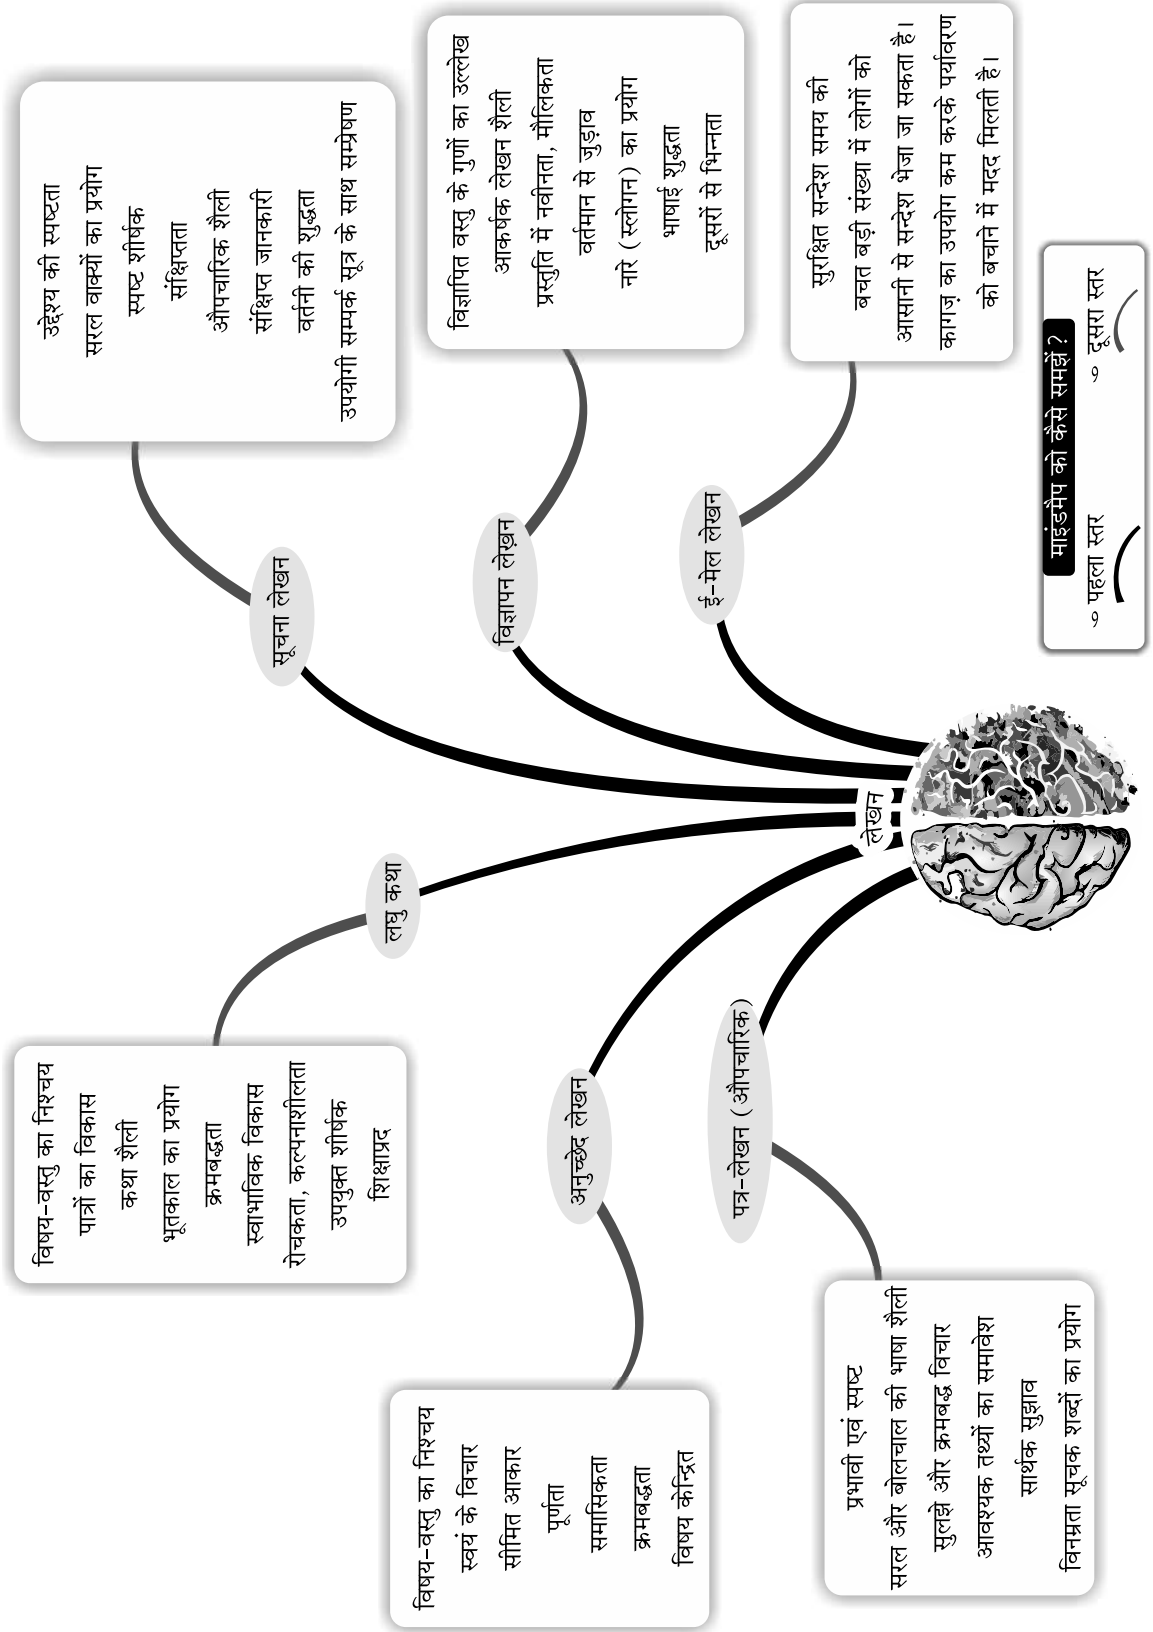 लेखन
पत्र-लेखन (औपचारिक)
प्रभावी एवं स्पष्ट
सरल और बोलचाल की भाषा शैली
सुलझे और क्रमबद्ध विचार
आवश्यक तथ्यों का समावेश
सार्थक सुझाव
विनम्रता सूचक शब्दों का प्रयोग
अनुच्छेद लेखन
विषय-वस्तु का निश्चय
स्वयं के विचार
सीमित आकार
पूर्णता
समासिकता
क्रमबद्धता
विषय केन्द्रित
लघु कथा
विषय-वस्तु का निश्चय
पात्रों का विकास
कथा शैली
भूतकाल का प्रयोग
क्रमबद्धता
स्वाभाविक विकास
रोचकता, कल्पनाशीलता
उपयुक्त शीर्षक
शिक्षाप्रद
सूचना लेखन
उद्देश्य की स्पष्टता
सरल वाक्यों का प्रयोग
स्पष्ट शीर्षक
संक्षिप्तता
औपचारिक शैली
संक्षिप्त जानकारी
वर्तनी की शुद्धता
उपयोगी सम्पर्क सूत्र के साथ सम्प्रेषण
विज्ञापन लेखन
विज्ञापित वस्तु के गुणों का उल्लेख
आकर्षक लेखन शैली
प्रस्तुति में नवीनता, मौलिकता
वर्तमान से जुड़ाव
नारे (स्लोगन) का प्रयोग
भाषाई शुद्धता
दूसरों से भिन्नता
ई-मेल लेखन
सुरक्षित सन्देश समय की
बचत बड़ी संख्या में लोगों को
आसानी से सन्देश भेजा जा सकता है।
कागज़ का उपयोग कम करके पर्यावरण
को बचाने में मदद मिलती है।
माइंडमैप को कैसे समझें ?
पहला स्तर
दूसरा स्तर